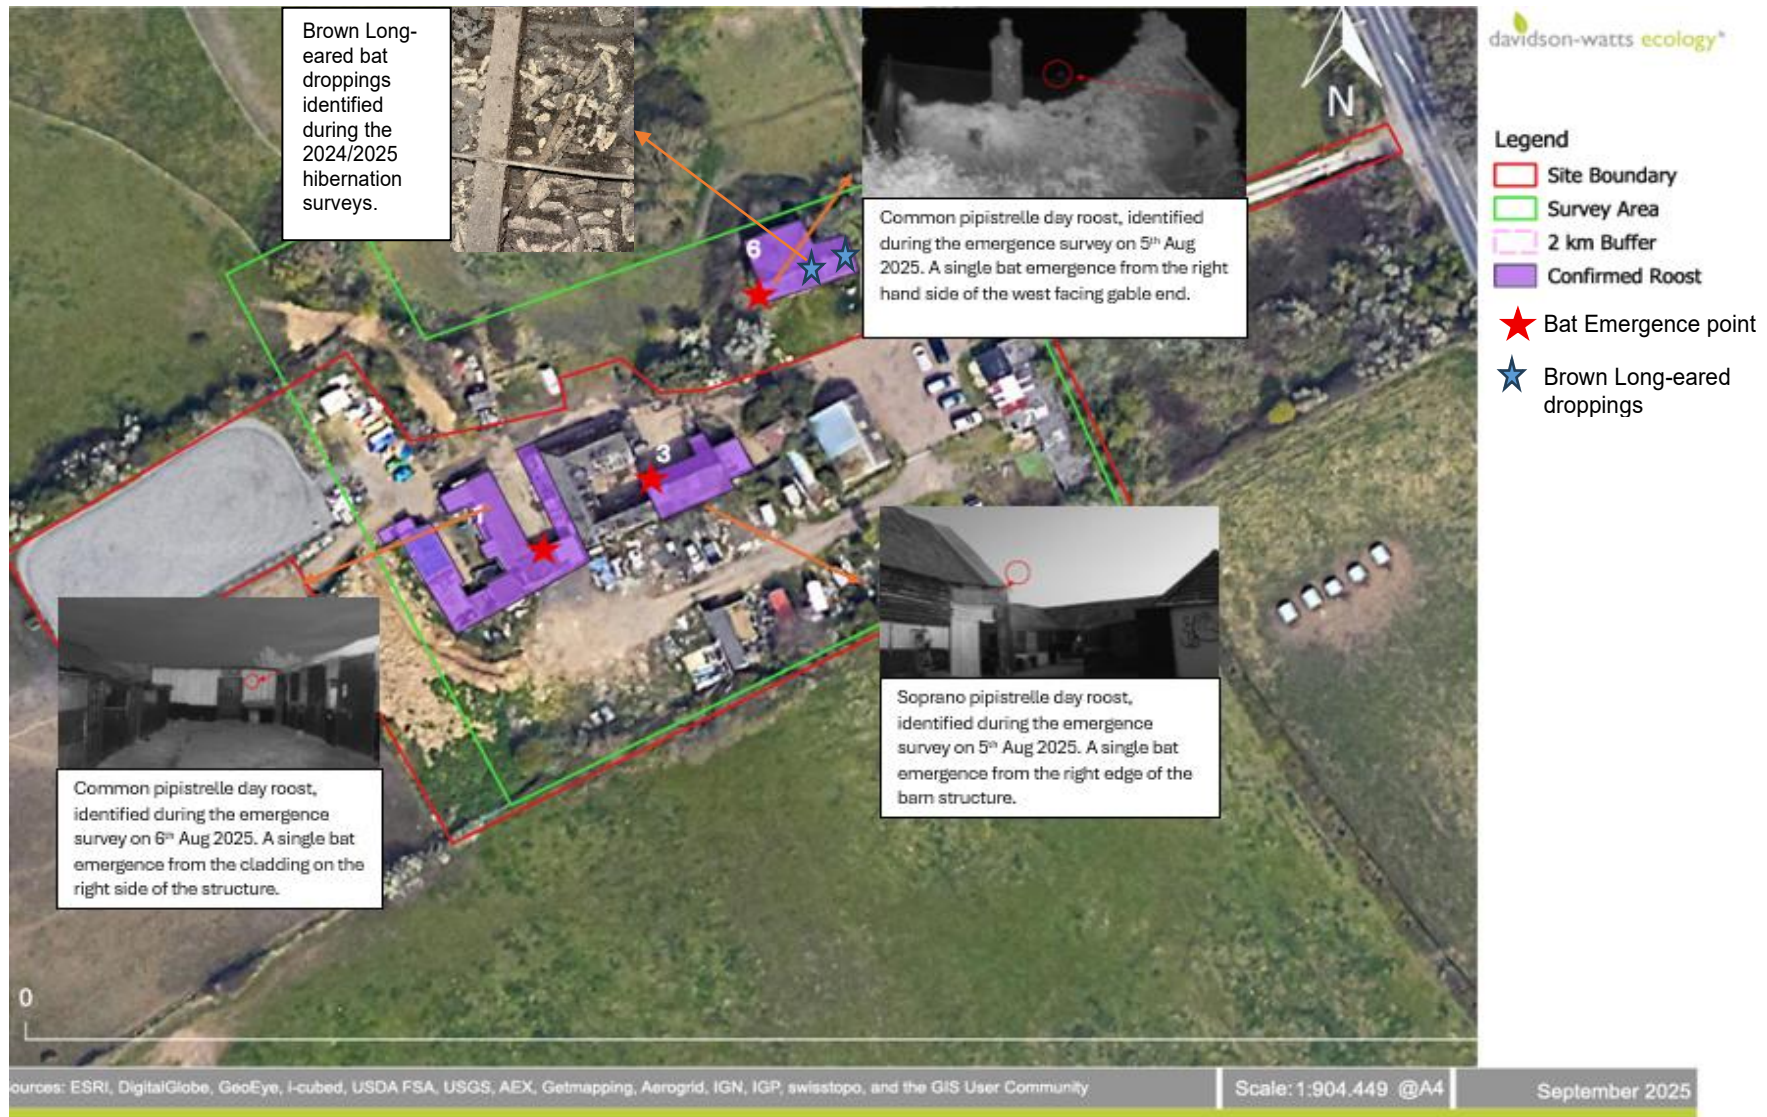 Brown Long-
eared bat
droppings
identified
during the
2024/2025
hibernation
surveys.
Common pipistrelle day roost, identified
during the emergence survey on 5th Aug
2025. A single bat emergence from the right
hand side of the west facing gable end.
N
davidson-watts ecology
Legend
Site Boundary
Survey Area
2 km Buffer
Confirmed Roost
Bat Emergence point
Brown Long-eared
droppings
6
3
Soprano pipistrelle day roost,
identified during the emergence
survey on 5th Aug 2025. A single bat
emergence from the right edge of the
barn structure.
Common pipistrelle day roost,
identified during the emergence
survey on 6th Aug 2025. A single bat
emergence from the cladding on the
right side of the structure.
0
ources: ESRI, DigitalGlobe, GeoEye, i-cubed, USDA FSA, USGS, AEX, Getmapping, Aerogrid, IGN, IGP, swisstopo, and the GIS User Community
Scale: 1:904.449 @A4
September 2025